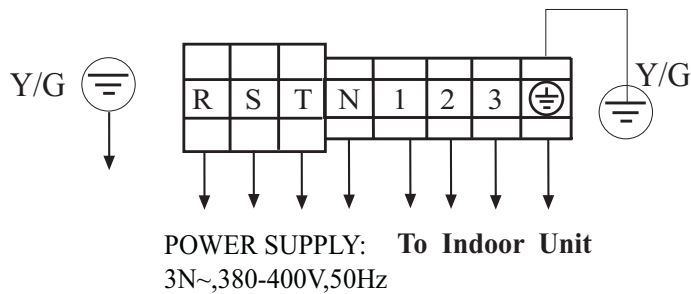 Y/G
Y/G
R S T N 1 2 3
POWER SUPPLY: To Indoor Unit
3N~,380-400V,50Hz